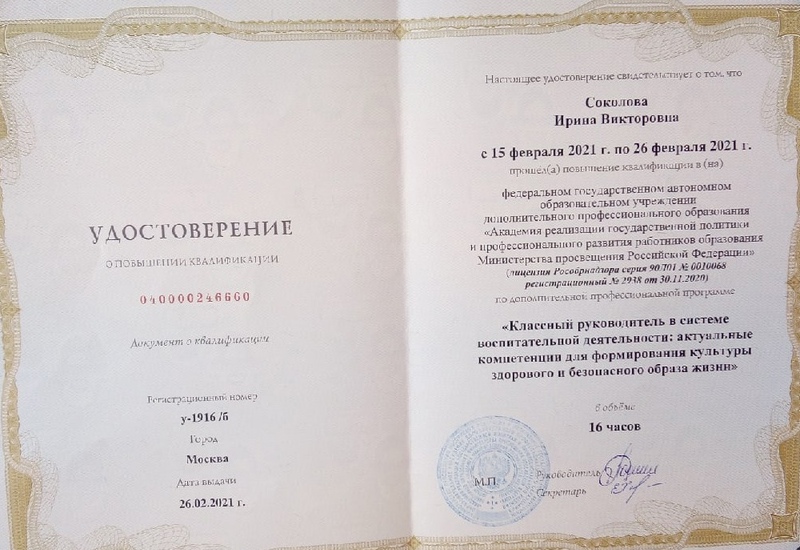 УДОСТОВЕРЕНИЕ
О ПОВЫШЕНИИ КВАЛИФИКАЦИИ
040000246660
Документ о квалификации
Регистрационный номер
у-1916 /б
Город
Москва
Дата выдачи
26.02.2021 г.
Настоящее удостоверение свидетельствует о том, что
Соколова
Ирина Викторовна
с 15 февраля 2021 г. по 26 февраля 2021 г.
прошел(а) повышение квалификации в (на)
федеральном государственном автономном
образовательном учреждении
дополнительного профессионального образования
«Академия реализации государственной политики
и профессионального развития работников образования
Министерства просвещения Российской Федерации»
(лицензия Рособрнадзора серия 90Л01 № 0010068
регистрационный № 2938 от 30.11.2020)
по дополнительной профессиональной программе
«Классный руководитель в системе
воспитательной деятельности: актуальные
компетенции для формирования культуры
здорового и безопасного образа жизни»
в объёме
16 часов
М.П.
Руководитель
Секретарь